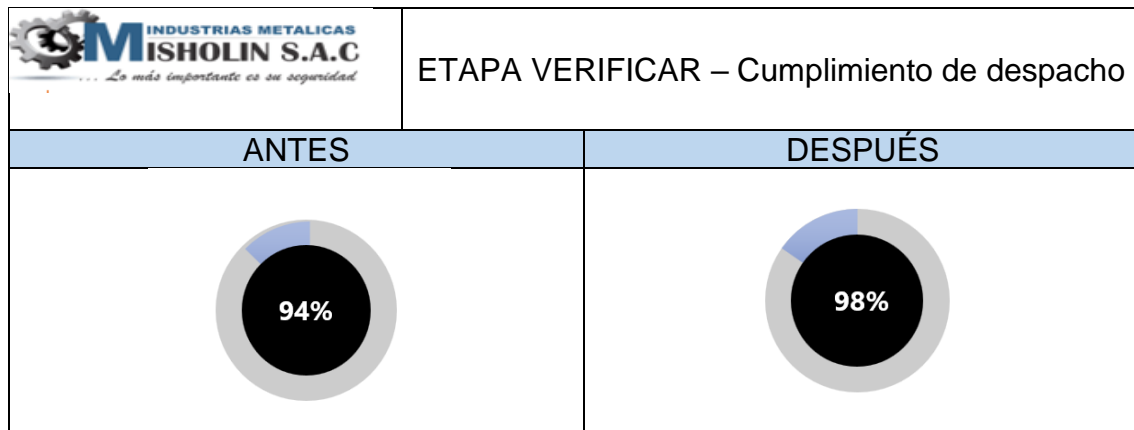 INDUSTRIAS METALICAS
MISHOLIN S.A.C
... Lo más importante es su seguridad
ETAPA VERIFICAR – Cumplimiento de despacho
ANTES
DESPUÉS
94%
98%